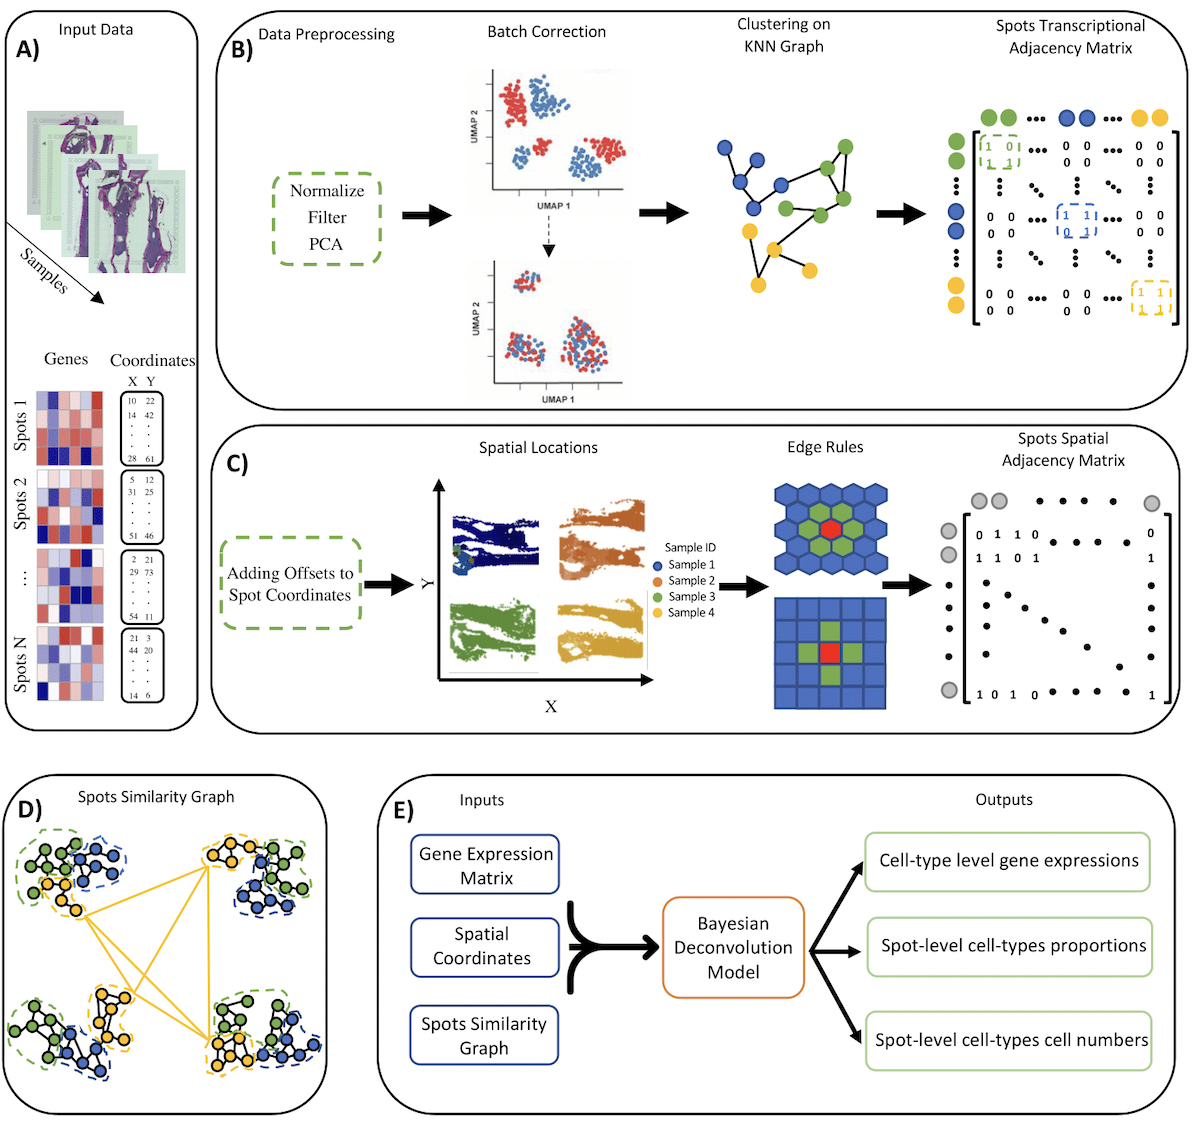 A)
Input Data
Samples
Genes
Coordinates
X Y
Spots 1
10 22
14 42
28 61
Spots 2
5 12
31 25
51 46
...
2 21
29 73
54 11
Spots N
21 3
44 20
14 6
B)
Data Preprocessing
Normalize
Filter
PCA
Batch Correction
UMAP 2
UMAP 1
UMAP 2
UMAP 1
Clustering on
KNN Graph
Spots Transcriptional
Adjacency Matrix
1 0 0 0 0 0
1 1 0 0 0 0
0 0 1 1 0 0
0 0 0 1 0 0
0 0 0 0 1 1
0 0 0 0 1 1
C)
Adding Offsets to
Spot Coordinates
Spatial Locations
Y
X
Sample ID
Sample 1
Sample 2
Sample 3
Sample 4
Edge Rules
Spots Spatial
Adjacency Matrix
0 1 1 0 0
1 1 0 1 1
1 0 1 0 1
D)
Spots Similarity Graph
E)
Inputs
Gene Expression
Matrix
Spatial
Coordinates
Spots Similarity
Graph
Bayesian
Deconvolution
Model
Outputs
Cell-type level gene expressions
Spot-level cell-types proportions
Spot-level cell-types cell numbers